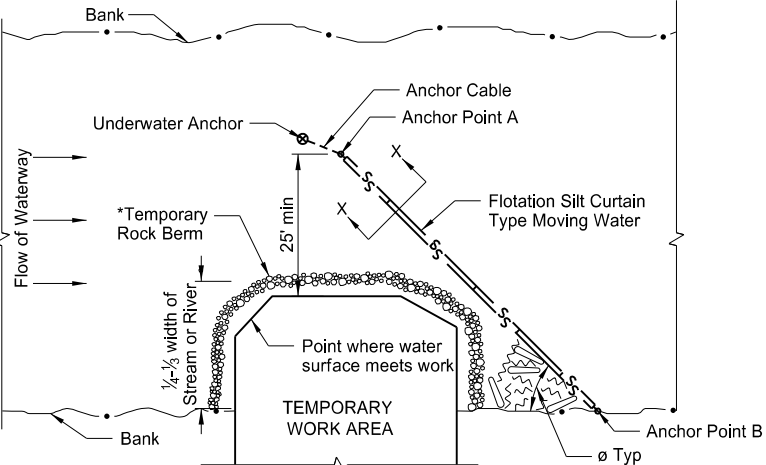 Bank
Anchor Cable
Underwater Anchor
Anchor Point A
X
X
Flow of Waterway
*Temporary
Rock Berm
25' min
Flotation Silt Curtain
Type Moving Water
SS
SS
SS
SS
¼-⅓ width of
Stream or River
Point where water
surface meets work
TEMPORARY
WORK AREA
Bank
Anchor Point B
ø Typ